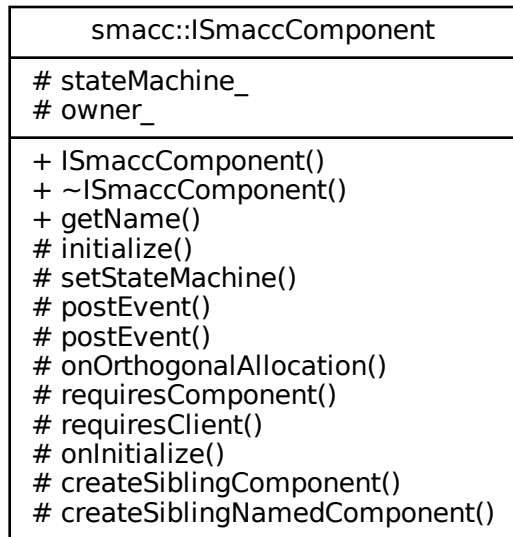 smacc::ISmaccComponent
# stateMachine_
# owner_
+ ISmaccComponent()
+ ~ISmaccComponent()
+ getName()
# initialize()
# setStateMachine()
# postEvent()
# postEvent()
# onOrthogonalAllocation()
# requiresComponent()
# requiresClient()
# onInitialize()
# createSiblingComponent()
# createSiblingNamedComponent()